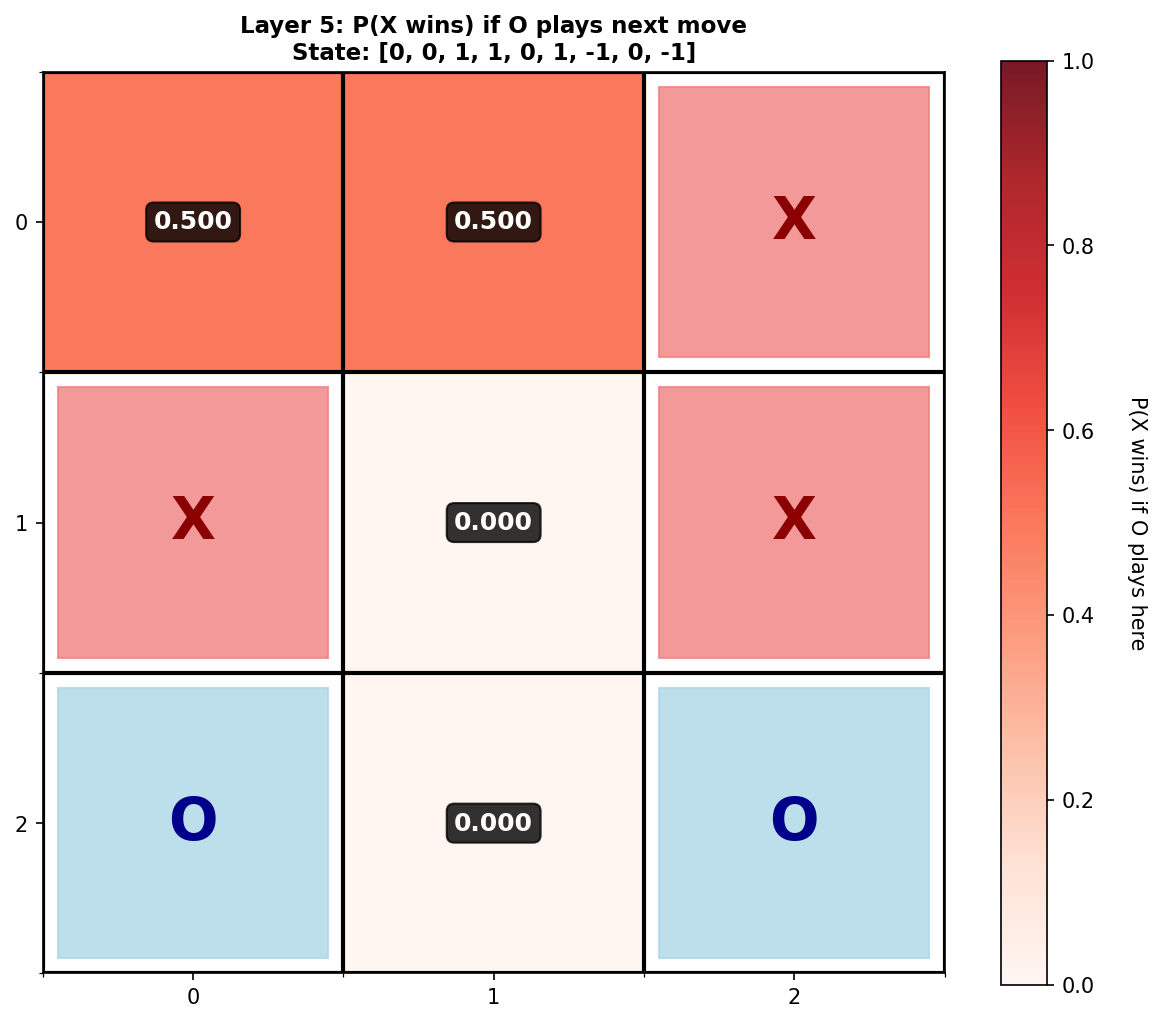 Layer 5: P(X wins) if O plays next move
State: [0, 0, 1, 1, 0, 1, -1, 0, -1]
0
0.500
0.500
X
1
X
0.000
X
2
O
0.000
O
0
1
2
1.0
0.8
0.6
0.4
0.2
0.0
P(X wins) if O plays here